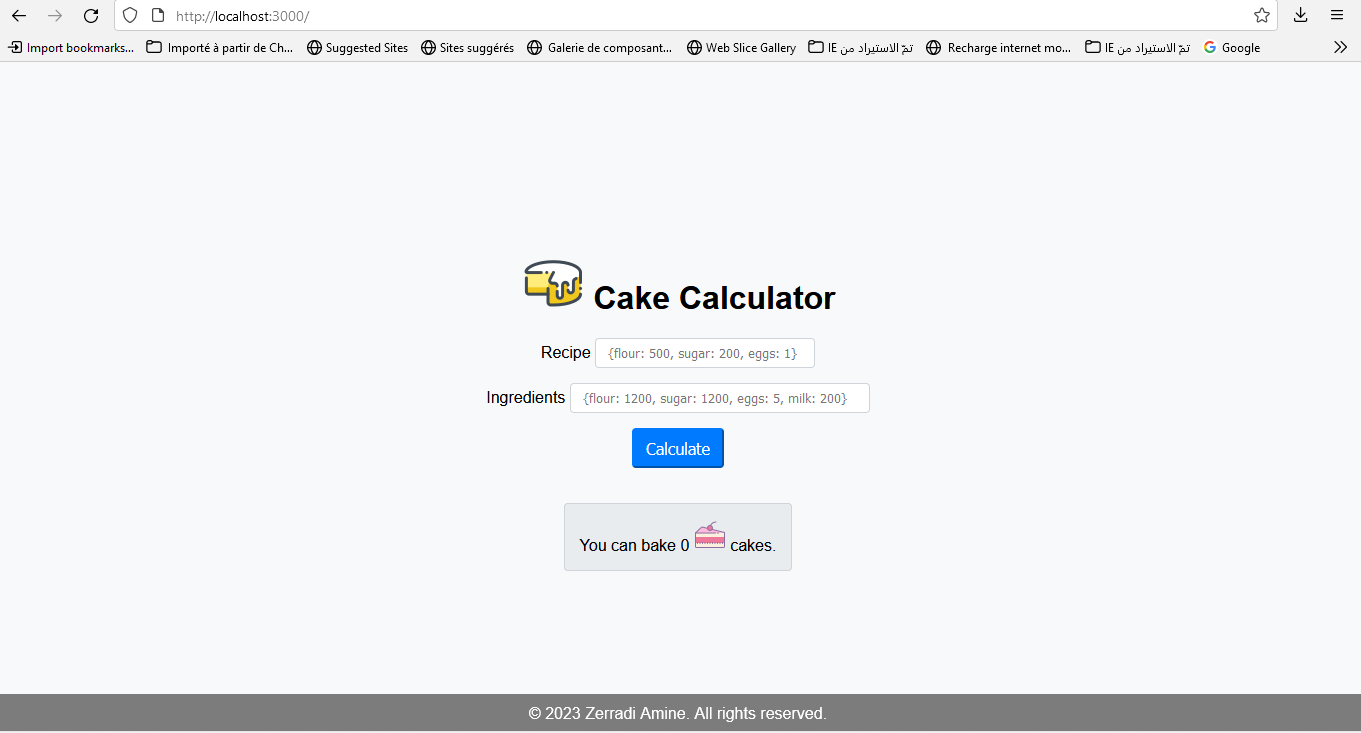 http://localhost:3000/
Import bookmarks... Importé à partir de Ch... Suggested Sites Sites suggérés Galerie de composant... Web Slice Gallery تمّ الاستيراد من IE Recharge internet mo... تمّ الاستيراد من IE Google
Cake Calculator
Recipe {flour: 500, sugar: 200, eggs: 1}
Ingredients {flour: 1200, sugar: 1200, eggs: 5, milk: 200}
Calculate
You can bake 0 cakes.
© 2023 Zerradi Amine. All rights reserved.